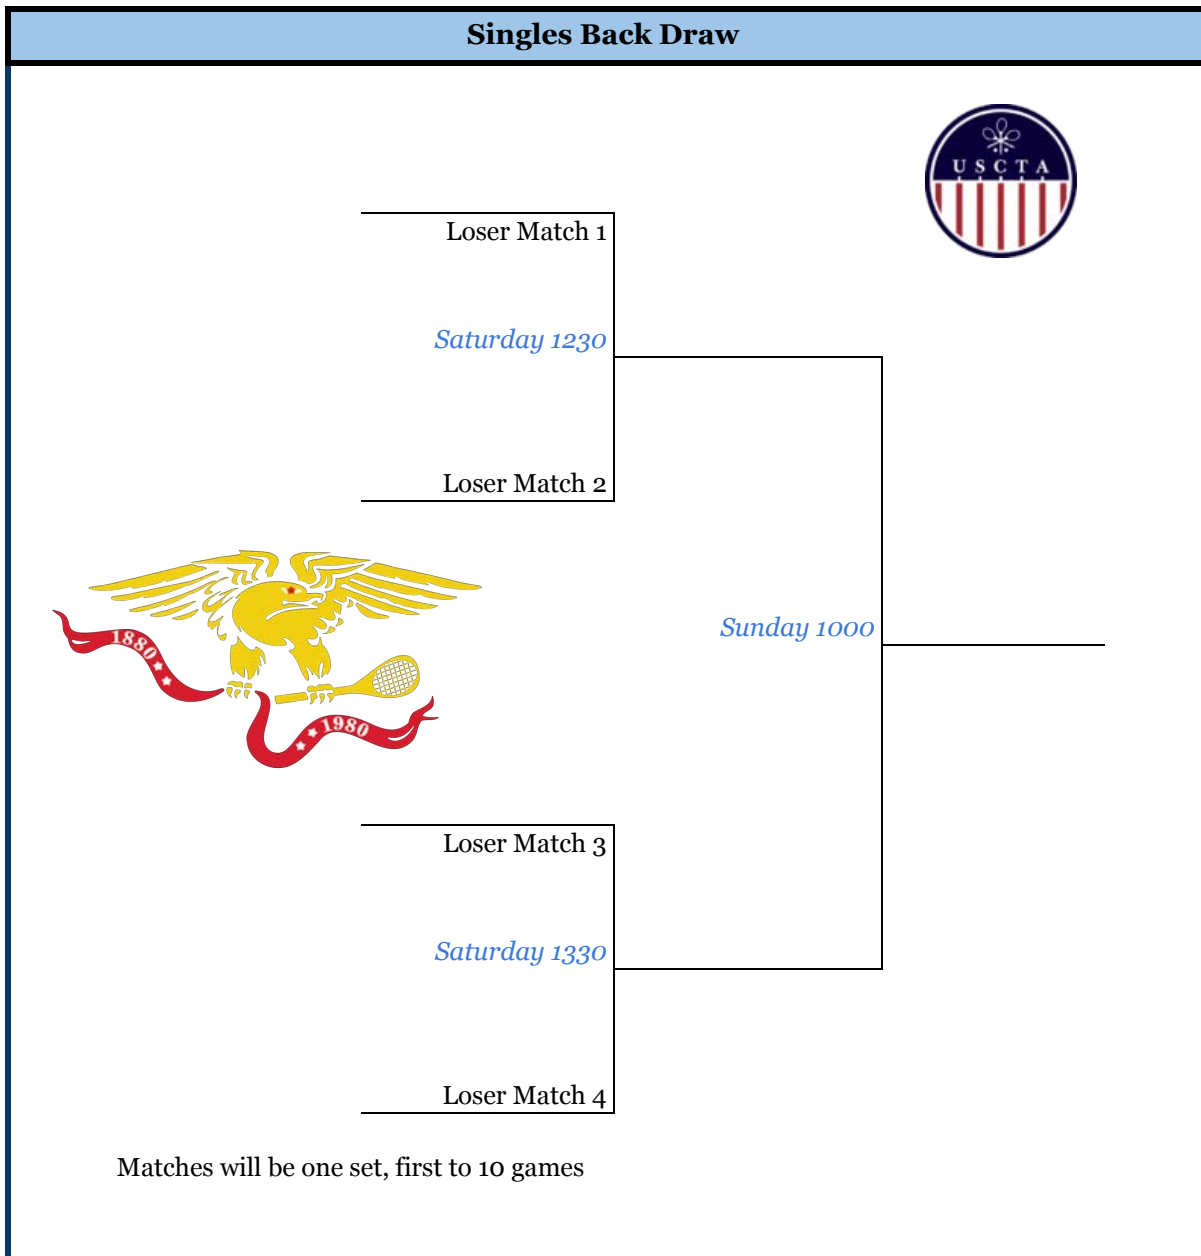 Singles Back Draw
USCTA
Loser Match 1
Saturday 1230
Loser Match 2
1880
1980
Sunday 1000
Loser Match 3
Saturday 1330
Loser Match 4
Matches will be one set, first to 10 games